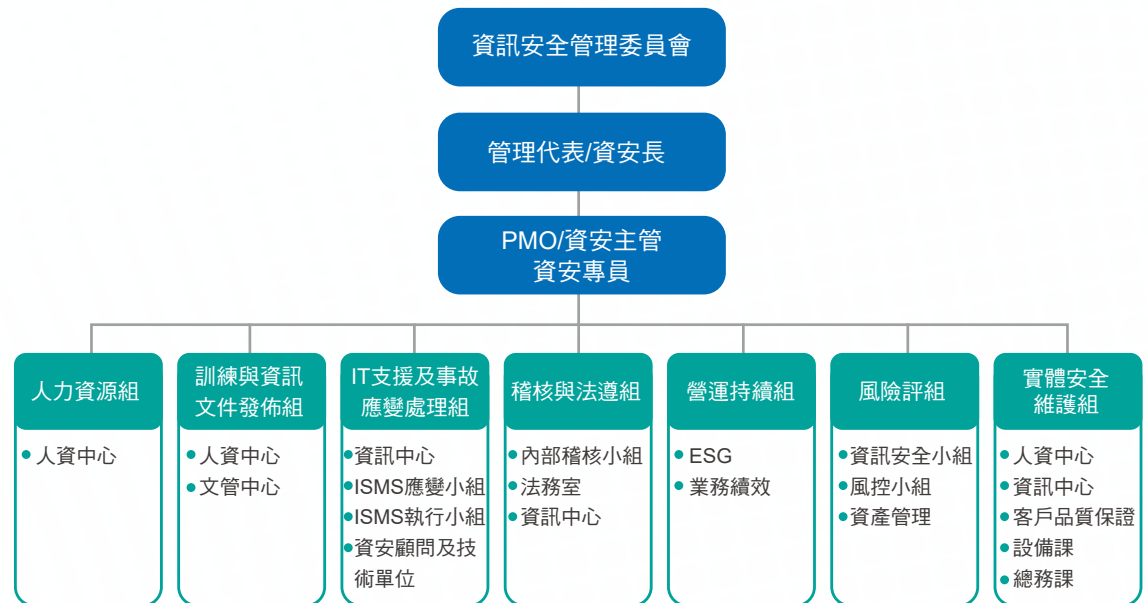 資訊安全管理委員會
管理代表/資安長
PMO/資安主管
資安專員
人力資源組
人資中心
訓練與資訊
文件發佈組
人資中心
文管中心
IT支援及事故
應變處理組
資訊中心
ISMS應變小組
ISMS執行小組
資安顧問及技
術單位
稽核與法遵組
內部稽核小組
法務室
資訊中心
營運持續組
ESG
業務續效
風險評組
資訊安全小組
風控小組
資產管理
實體安全
維護組
人資中心
資訊中心
客戶品質保證
設備課
總務課